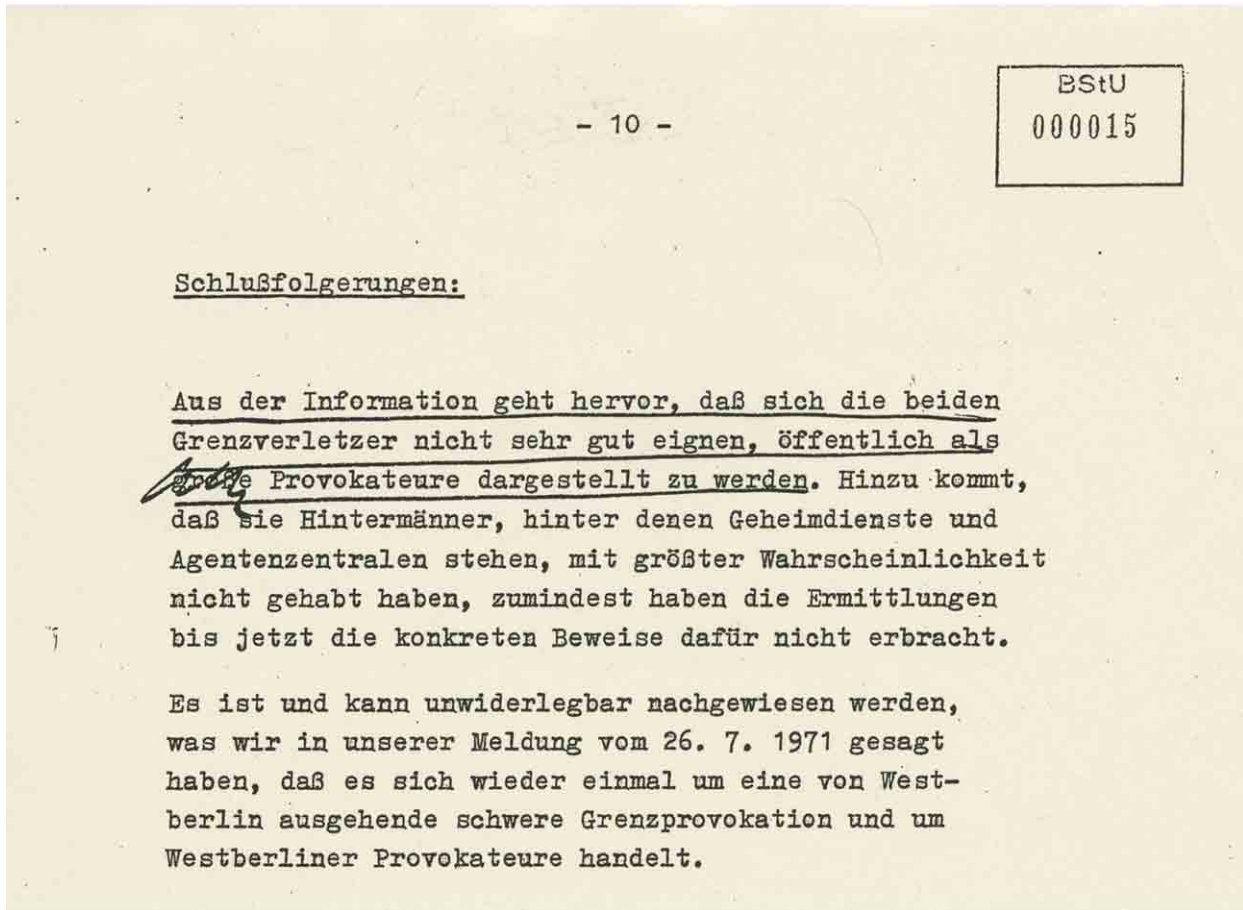 BStU
000015
- 10 -
Schlußfolgerungen:
Aus der Information geht hervor, daß sich die beiden
Grenzverletzer nicht sehr gut eignen, öffentlich als
große Provokateure dargestellt zu werden. Hinzu kommt,
daß sie Hintermänner, hinter denen Geheimdienste und
Agentenzentralen stehen, mit größter Wahrscheinlichkeit
nicht gehabt haben, zumindest haben die Ermittlungen
bis jetzt die konkreten Beweise dafür nicht erbracht.
Es ist und kann unwiderlegbar nachgewiesen werden,
was wir in unserer Meldung vom 26. 7. 1971 gesagt
haben, daß es sich wieder einmal um eine von West-
berlin ausgehende schwere Grenzprovokation und um
Westberliner Provokateure handelt.